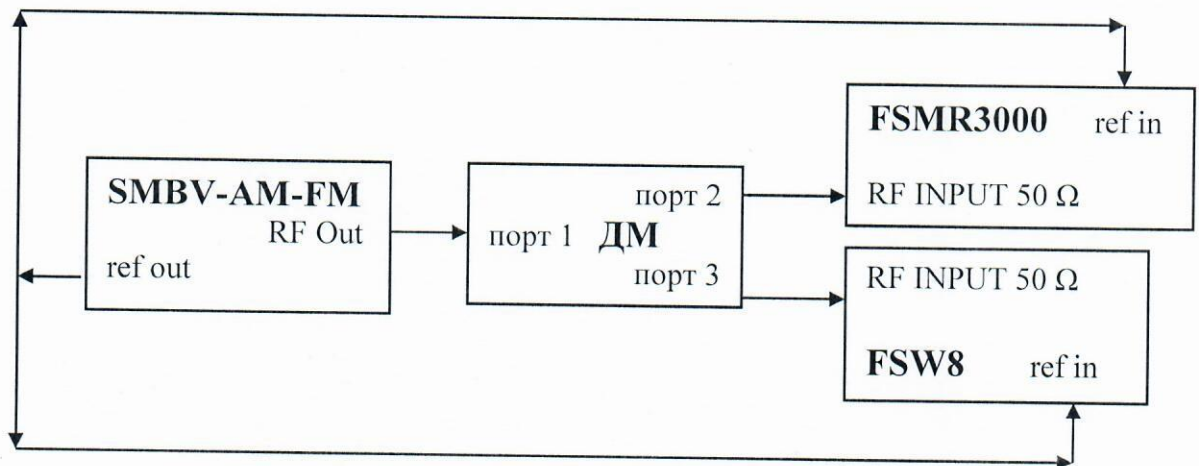 SMBV-AM-FM
RF Out
ref out
порт 2
порт 1 ДМ
порт 3
FSMR3000 ref in
RF INPUT 50 Ω
RF INPUT 50 Ω
FSW8 ref in